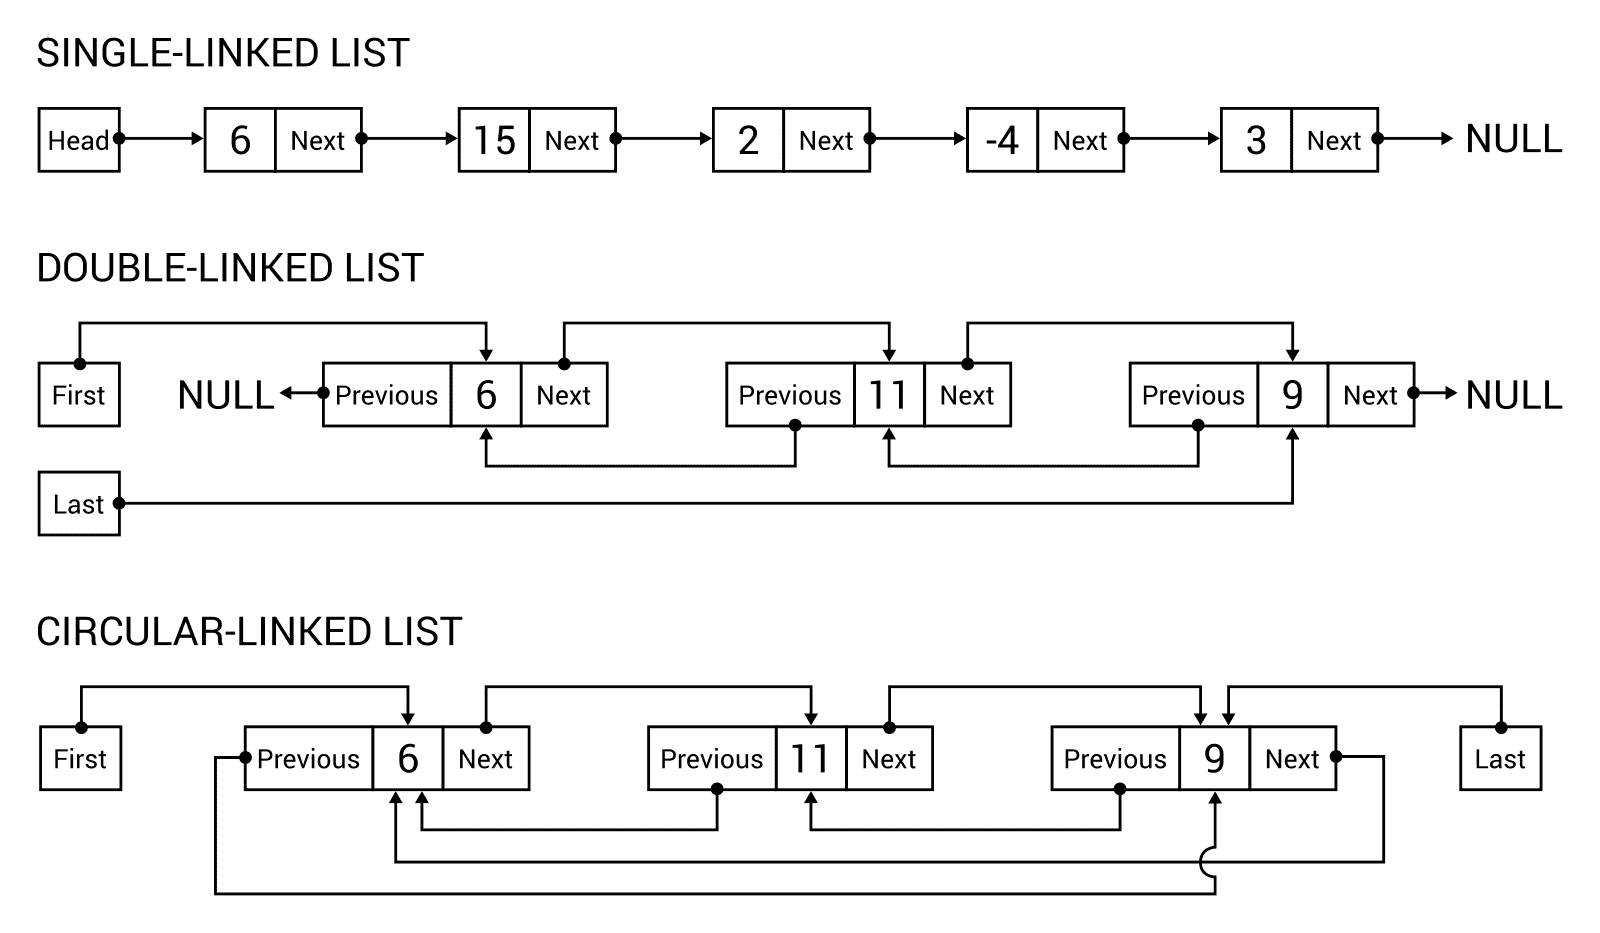 SINGLE-LINKED LIST
Head 6 Next 15 Next 2 Next -4 Next 3 Next NULL
DOUBLE-LINKED LIST
First NULL Previous 6 Next Previous 11 Next Previous 9 Next NULL
Last
CIRCULAR-LINKED LIST
First Previous 6 Next Previous 11 Next Previous 9 Next Last